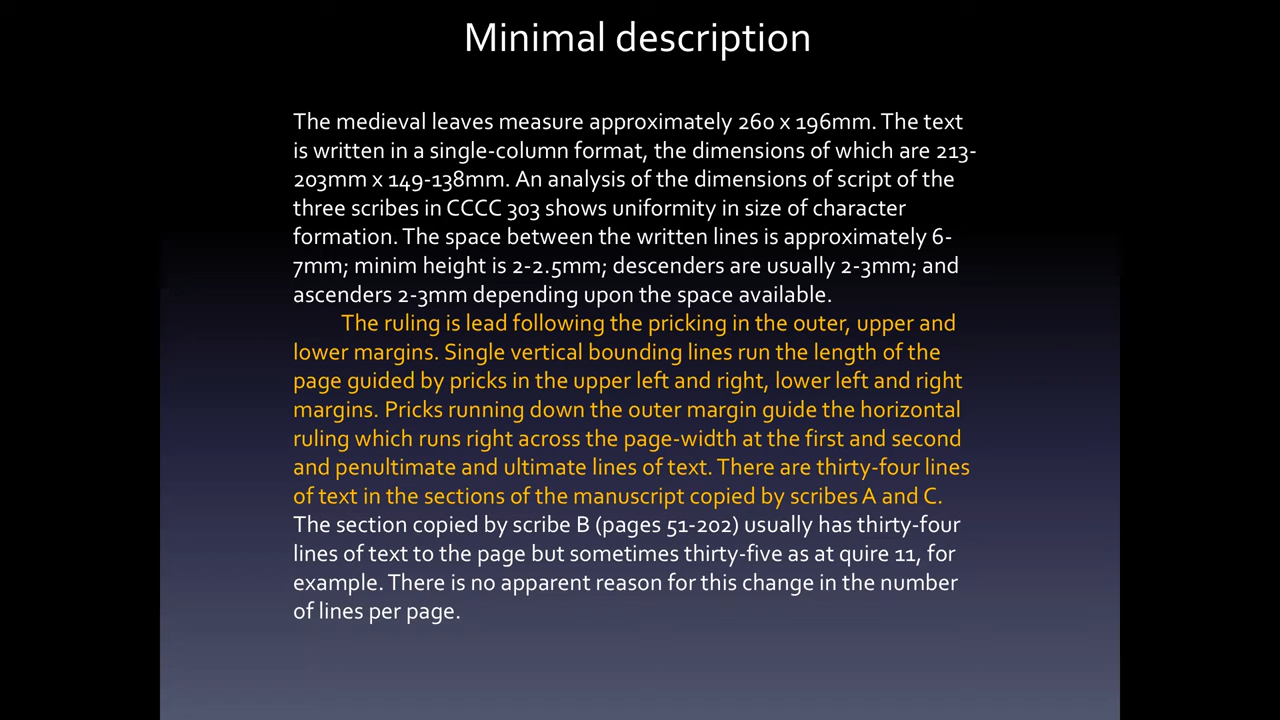 Minimal description
The medieval leaves measure approximately 260 x 196mm. The text
is written in a single-column format, the dimensions of which are 213-
203mm x 149-138mm. An analysis of the dimensions of script of the
three scribes in CCCC 303 shows uniformity in size of character
formation. The space between the written lines is approximately 6-
7mm; minim height is 2-2.5mm; descenders are usually 2-3mm; and
ascenders 2-3mm depending upon the space available.
The ruling is lead following the pricking in the outer, upper and
lower margins. Single vertical bounding lines run the length of the
page guided by pricks in the upper left and right, lower left and right
margins. Pricks running down the outer margin guide the horizontal
ruling which runs right across the page-width at the first and second
and penultimate and ultimate lines of text. There are thirty-four lines
of text in the sections of the manuscript copied by scribes A and C.
The section copied by scribe B (pages 51-202) usually has thirty-four
lines of text to the page but sometimes thirty-five as at quire 11, for
example. There is no apparent reason for this change in the number
of lines per page.